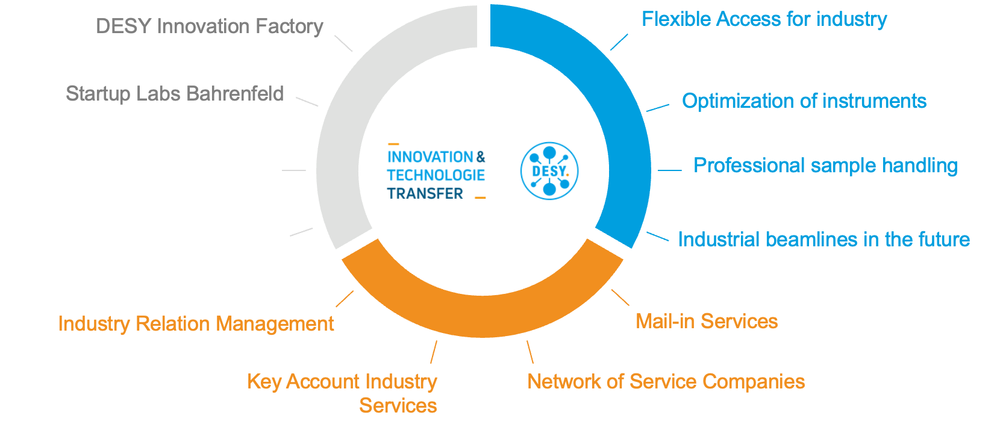 DESY Innovation Factory
Startup Labs Bahrenfeld
Flexible Access for industry
Optimization of instruments
Professional sample handling
Industrial beamlines in the future
INNOVATION &
TECHNOLOGIE
TRANSFER
DESY.
Industry Relation Management
Key Account Industry
Services
Mail-in Services
Network of Service Companies